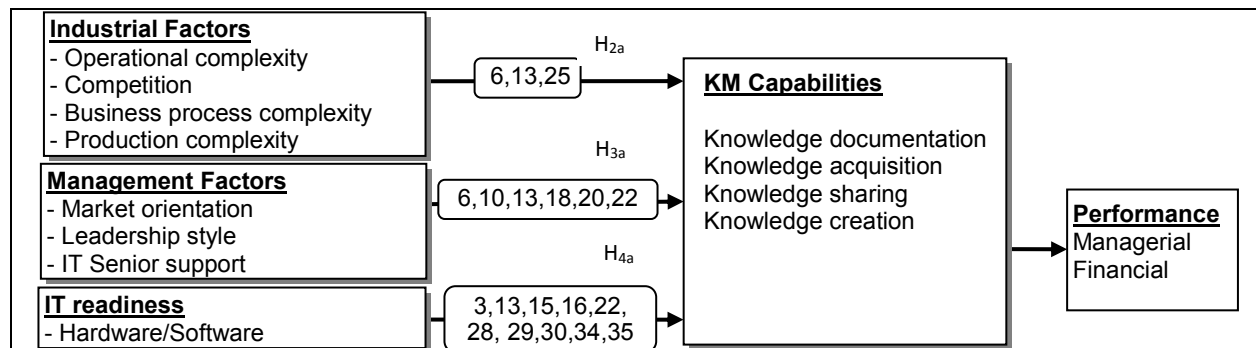 Industrial Factors
- Operational complexity
- Competition
- Business process complexity
- Production complexity
H2a
6,13,25
Management Factors
- Market orientation
- Leadership style
- IT Senior support
H3a
6,10,13,18,20,22
IT readiness
- Hardware/Software
H4a
3,13,15,16,22,
28, 29,30,34,35
KM Capabilities
Knowledge documentation
Knowledge acquisition
Knowledge sharing
Knowledge creation
Performance
Managerial
Financial